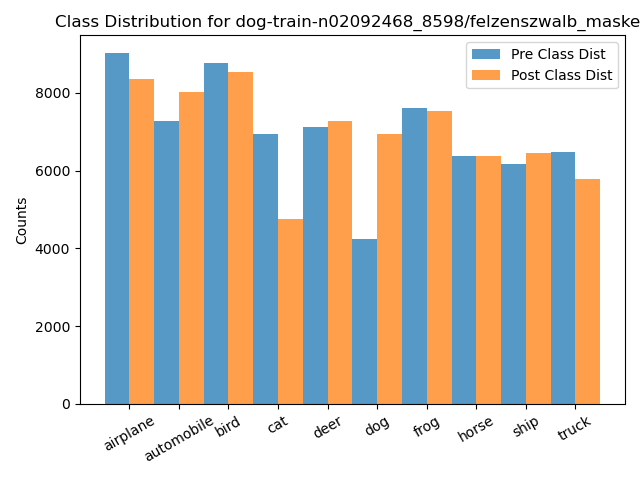 Class Distribution for dog-train-n02092468_8598/felzenszwalb_maske
Pre Class Dist
Post Class Dist
Counts
8000
6000
4000
2000
0
airplane
automobile
bird
cat
deer
dog
frog
horse
ship
truck